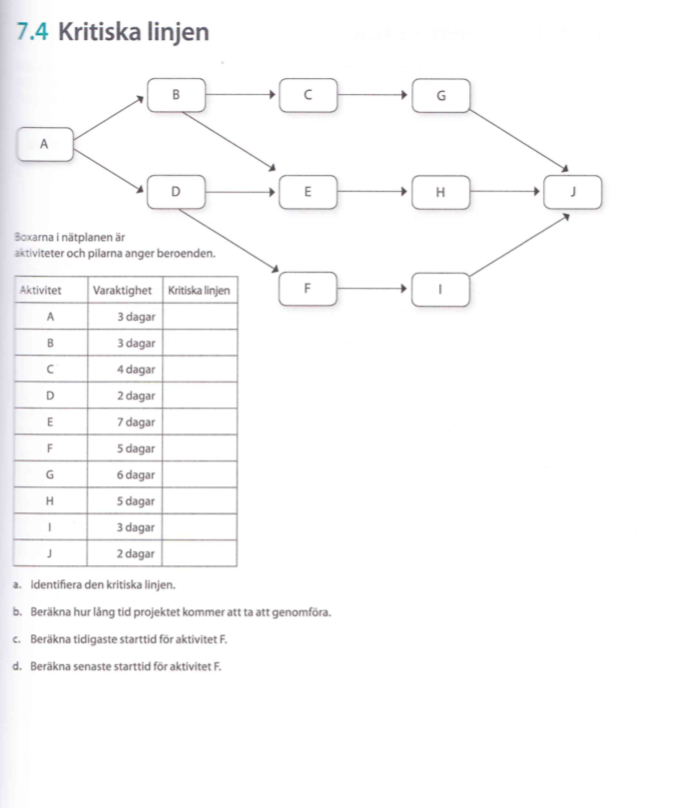 7.4 Kritiska linjen
B
C
G
A
D
E
H
J
Boxarna i nätplanen är
aktiviteter och pilarna anger beroenden.
F
I
Aktivitet Varaktighet Kritiska linjen
A 3 dagar
B 3 dagar
C 4 dagar
D 2 dagar
E 7 dagar
F 5 dagar
G 6 dagar
H 5 dagar
I 3 dagar
J 2 dagar
a. Identifiera den kritiska linjen.
b. Beräkna hur lång tid projektet kommer att ta att genomföra.
c. Beräkna tidigaste starttid för aktivitet F.
d. Beräkna senaste starttid för aktivitet F.